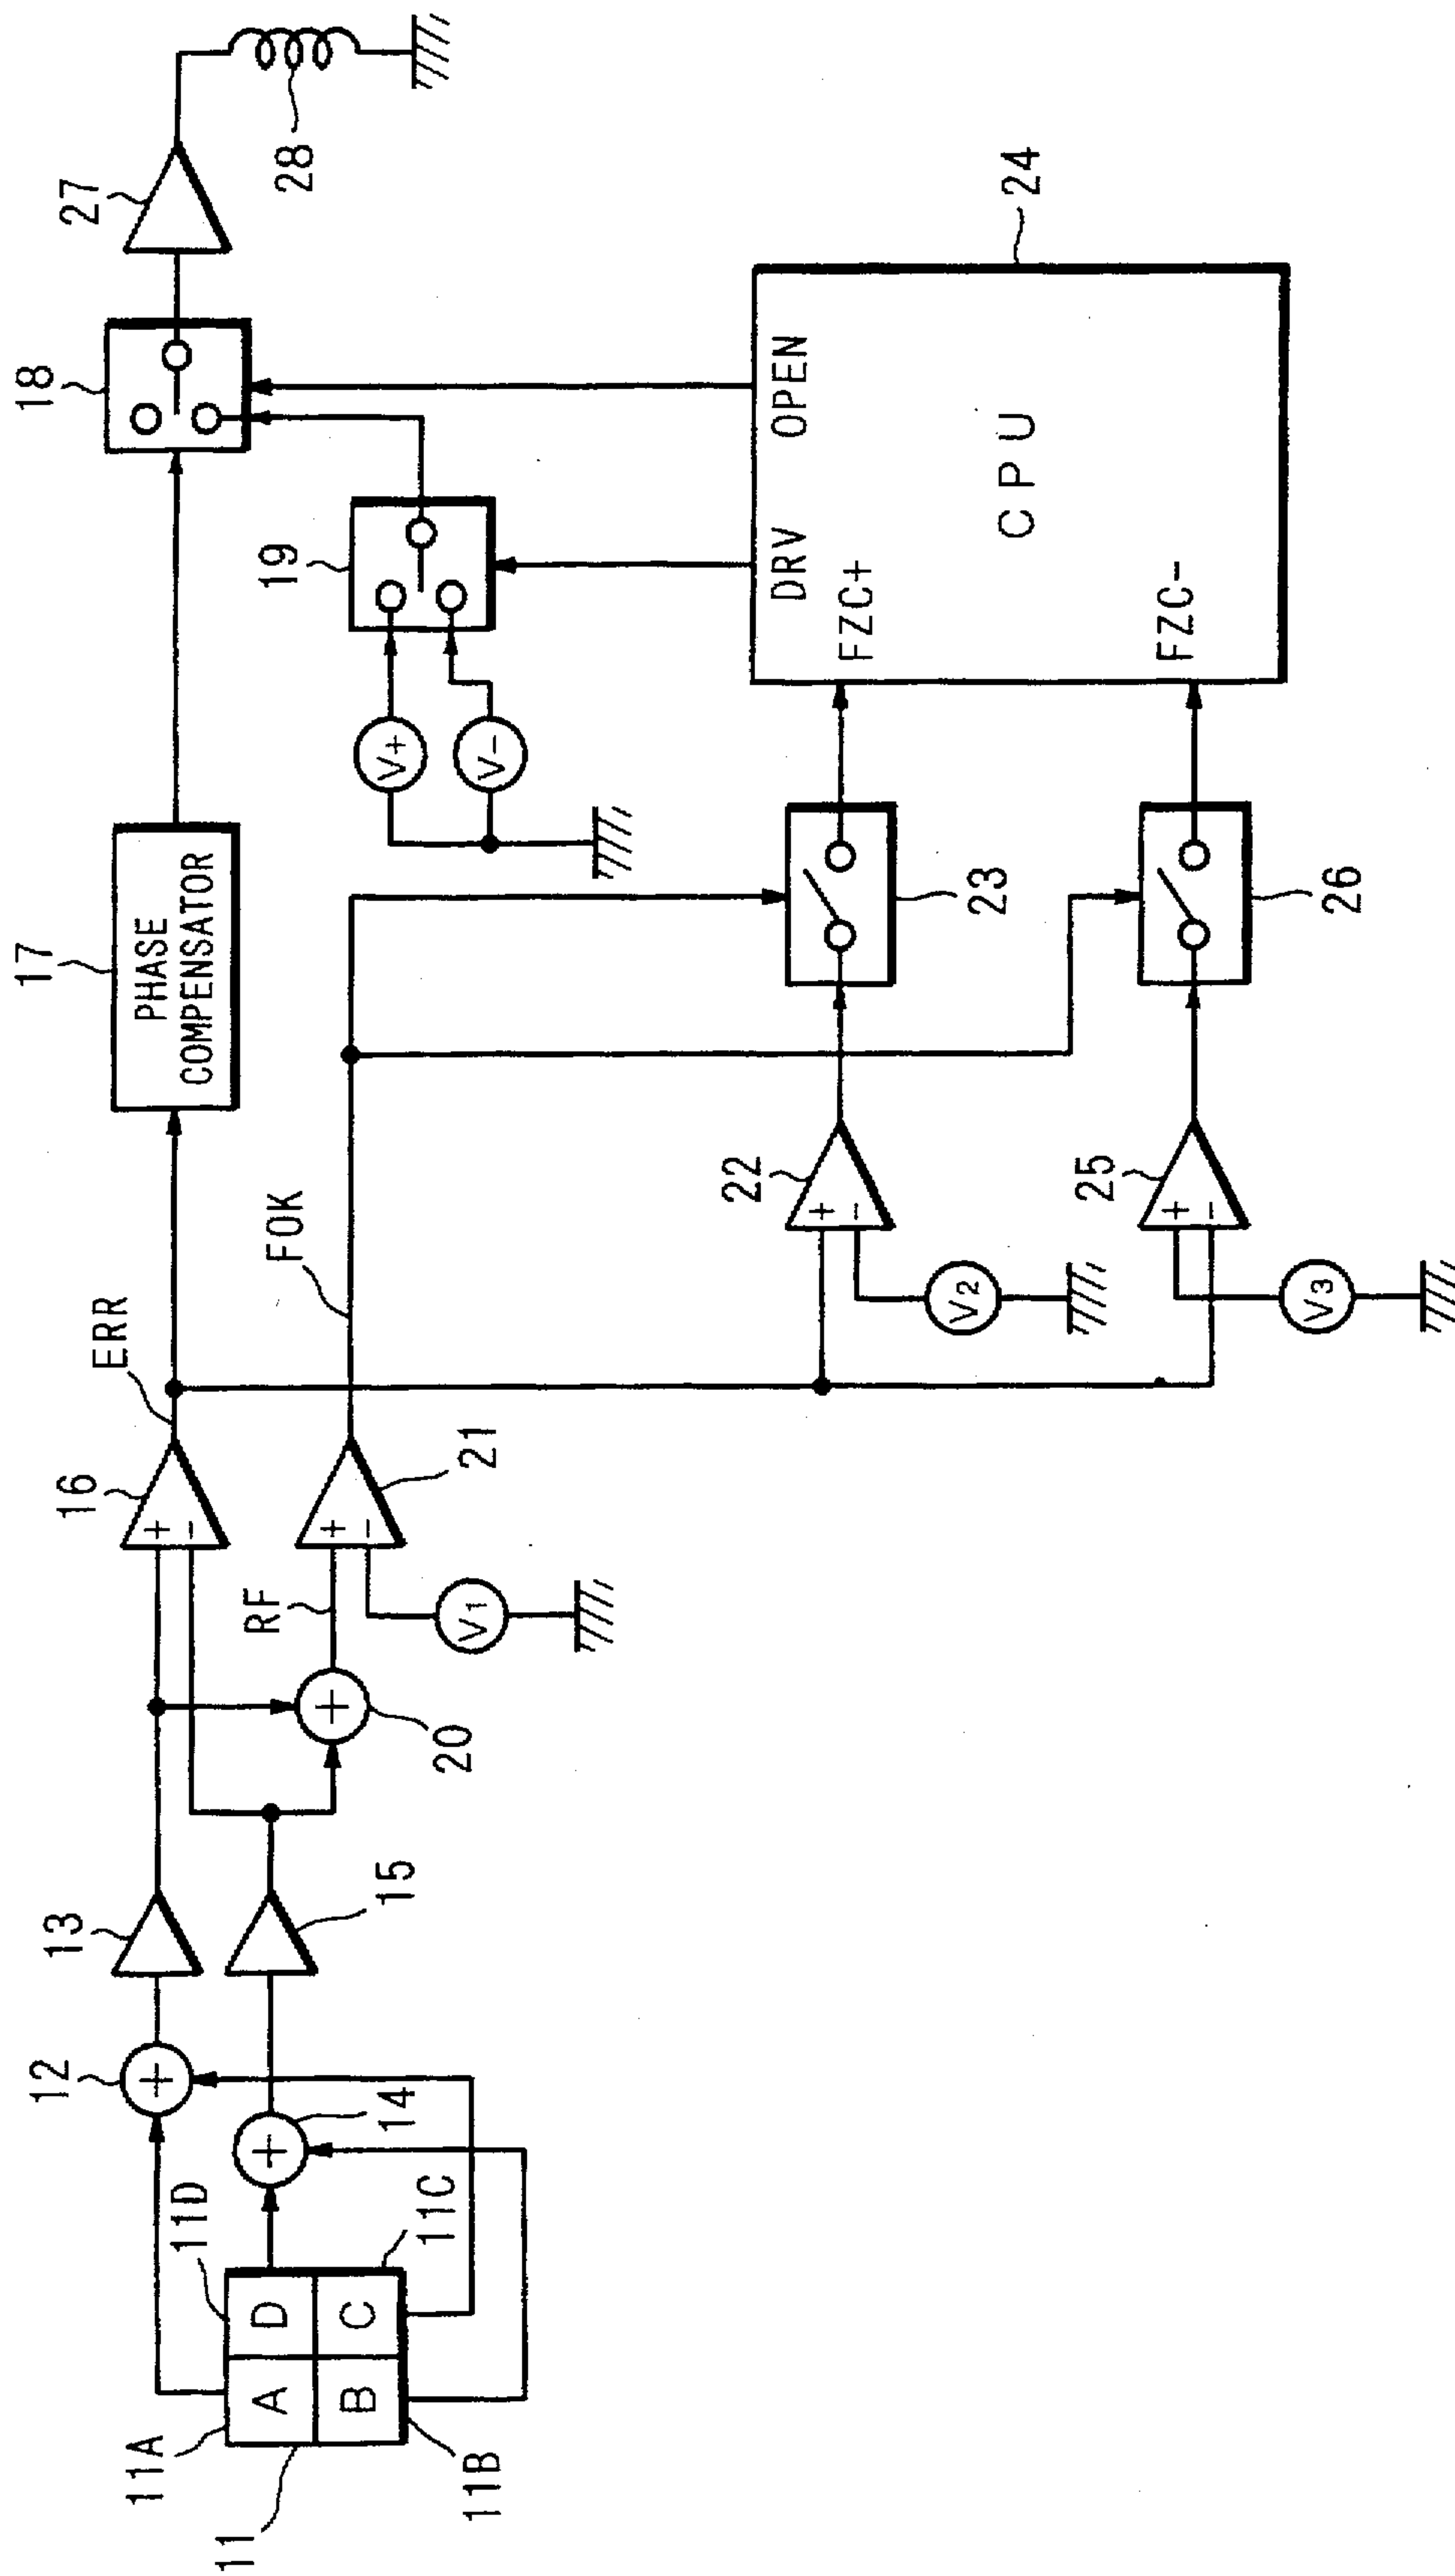 11
11A
11B
11C
11D
A
D
B
C
12
+
13
14
+
15
16
+
-
ERR
20
+
RF
21
+
-
V1
FOK
17
PHASE
COMPENSATOR
18
19
V+
V-
22
+
-
V2
25
+
-
V3
23
26
DRV
OPEN
FZC+
FZC-
CPU
24
27
28